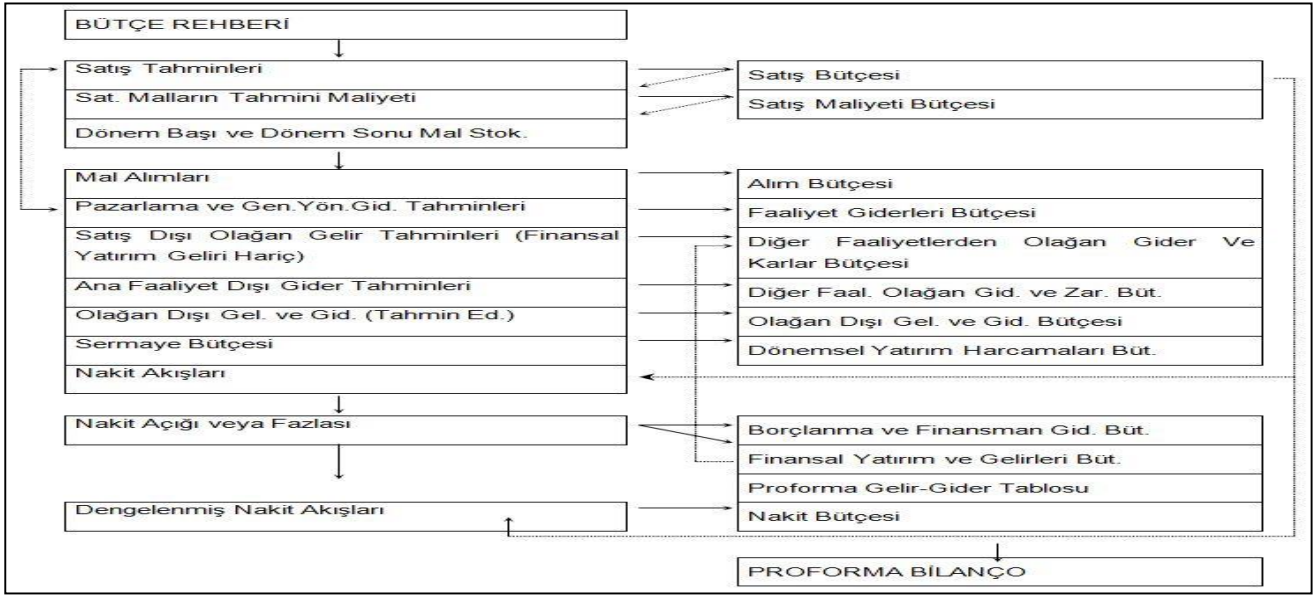 BÜTÇE REHBERİ
Satış Tahminleri
Sat. Malların Tahmini Maliyeti
Dönem Başı ve Dönem Sonu Mal Stok.
Satış Bütçesi
Satış Maliyeti Bütçesi
Mal Alımları
Pazarlama ve Gen.Yön.Gid. Tahminleri
Satış Dışı Olağan Gelir Tahminleri (Finansal
Yatırım Geliri Hariç)
Ana Faaliyet Dışı Gider Tahminleri
Olağan Dışı Gel. ve Gid. (Tahmin Ed.)
Sermaye Bütçesi
Nakit Akışları
Alım Bütçesi
Faaliyet Giderleri Bütçesi
Diğer Faaliyetlerden Olağan Gider Ve
Karlar Bütçesi
Diğer Faal. Olağan Gid. ve Zar. Büt.
Olağan Dışı Gel. ve Gid. Bütçesi
Dönemsel Yatırım Harcamaları Büt.
Nakit Açığı veya Fazlası
Dengelenmiş Nakit Akışları
Borçlanma ve Finansman Gid. Büt.
Finansal Yatırım ve Gelirleri Büt.
Proforma Gelir-Gider Tablosu
Nakit Bütçesi
PROFORMA BİLANÇO